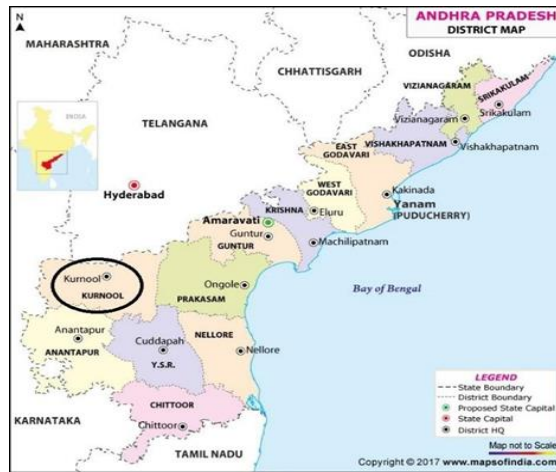 ANDHRA PRADESH
DISTRICT MAP
N
MAHARASHTRA
ODISHA
CHHATTISGARH
VIZIANAGARAM
SRIKAKULAM
INDIA
TELANGANA
Vizianagaram
Srikakulam
VISHAKHAPATNAM
Vishakhapatnam
EAST
GODAVARI
WEST
GODAVARI
Hyderabad
Kakinada
Yanam
(PUDUCHERRY)
KRISHNA
Eluru
Amaravati
Guntur
GUNTUR
Machilipatnam
Kurnool
KURNOOL
Ongole
PRAKASAM
Bay of Bengal
Anantapur
ANANTAPUR
Cuddapah
Y.S.R.
NELLORE
Nellore
CHITTOOR
Chittoor
KARNATAKA
TAMIL NADU
LEGEND
State Boundary
District Boundary
Proposed State Capital
State Capital
District HQ
Map not to Scale
Copyright © 2017 www.mapsofindia.com